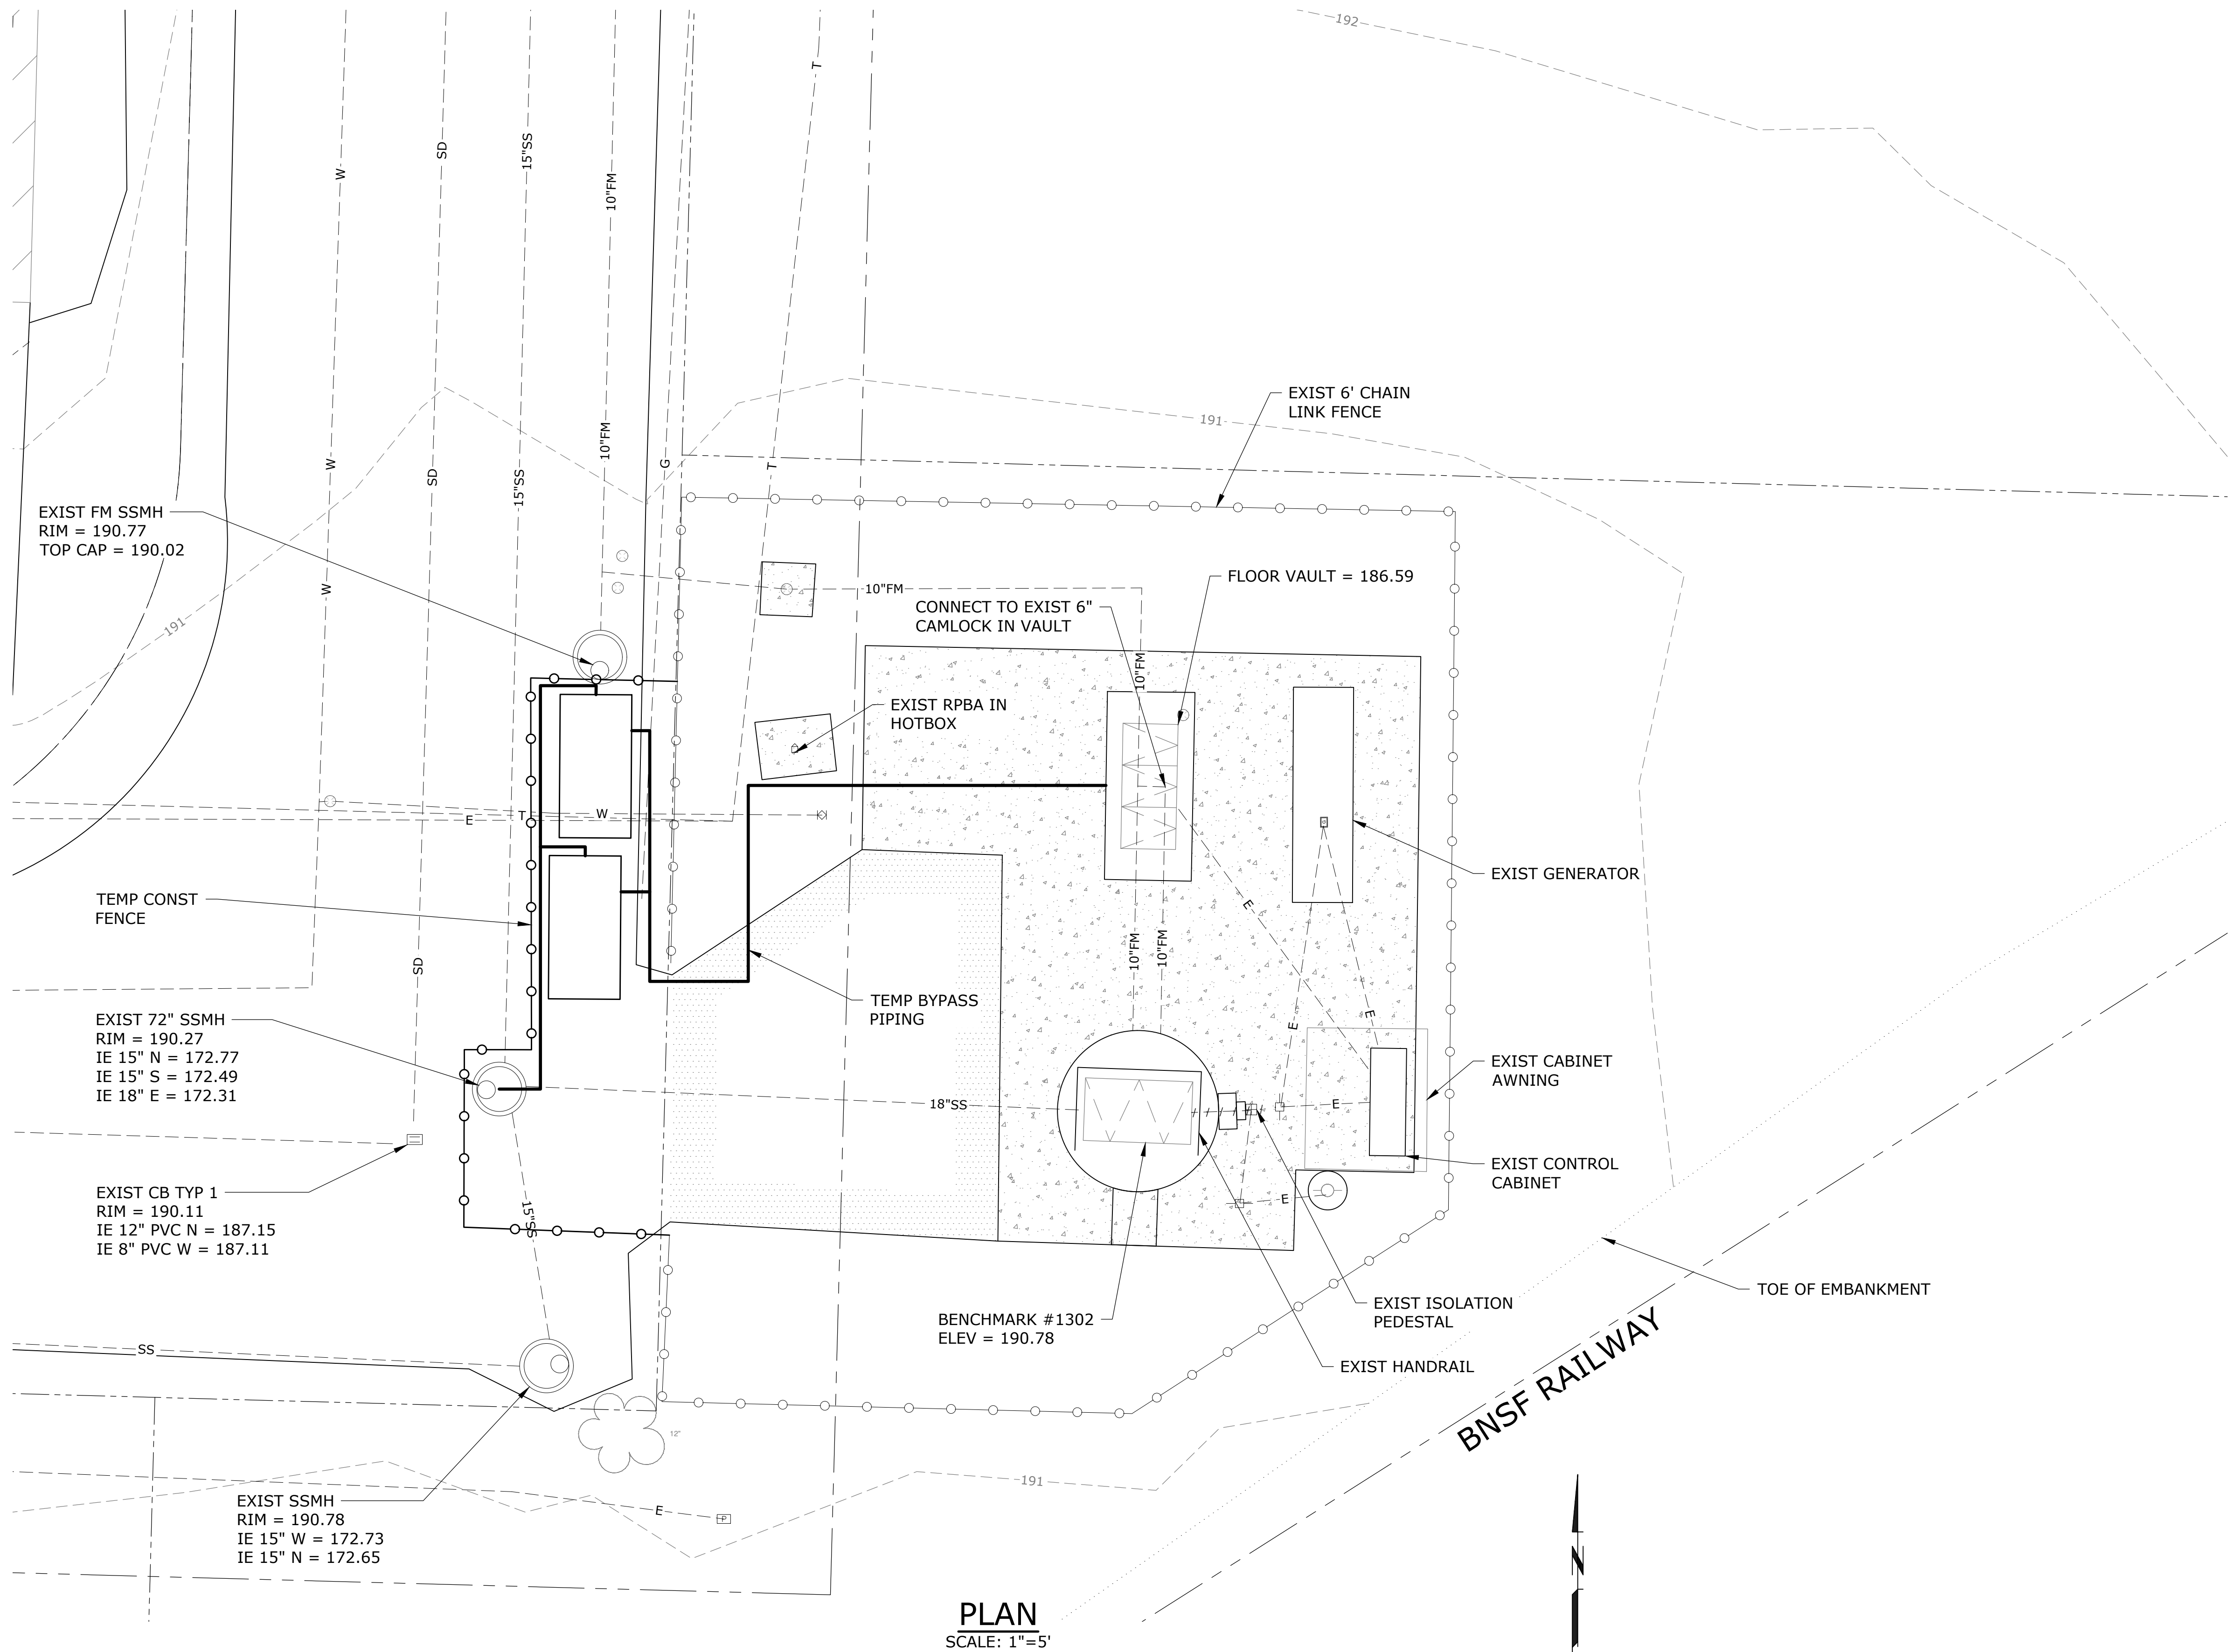 192
T
SD
15"SS
W
10"FM
EXIST 6' CHAIN
LINK FENCE
191
10"FM
W
G
T
SD
15"SS
EXIST FM SSMH
RIM = 190.77
TOP CAP = 190.02
FLOOR VAULT = 186.59
10"FM
W
CONNECT TO EXIST 6"
CAMLOCK IN VAULT
191
10"FM
EXIST RPBA IN
HOTBOX
E
T
W
EXIST GENERATOR
TEMP CONST
FENCE
E
10"FM
10"FM
SD
TEMP BYPASS
PIPING
E
E
EXIST 72" SSMH
RIM = 190.27
IE 15" N = 172.77
IE 15" S = 172.49
IE 18" E = 172.31
EXIST CABINET
AWNING
18"SS
E
EXIST CONTROL
CABINET
EXIST CB TYP 1
RIM = 190.11
IE 12" PVC N = 187.15
IE 8" PVC W = 187.11
15"SS
E
TOE OF EMBANKMENT
EXIST ISOLATION
PEDESTAL
BENCHMARK #1302
ELEV = 190.78
SS
EXIST HANDRAIL
BNSF RAILWAY
12"
191
EXIST SSMH
RIM = 190.78
IE 15" W = 172.73
IE 15" N = 172.65
E
P
N
PLAN
SCALE: 1"=5'